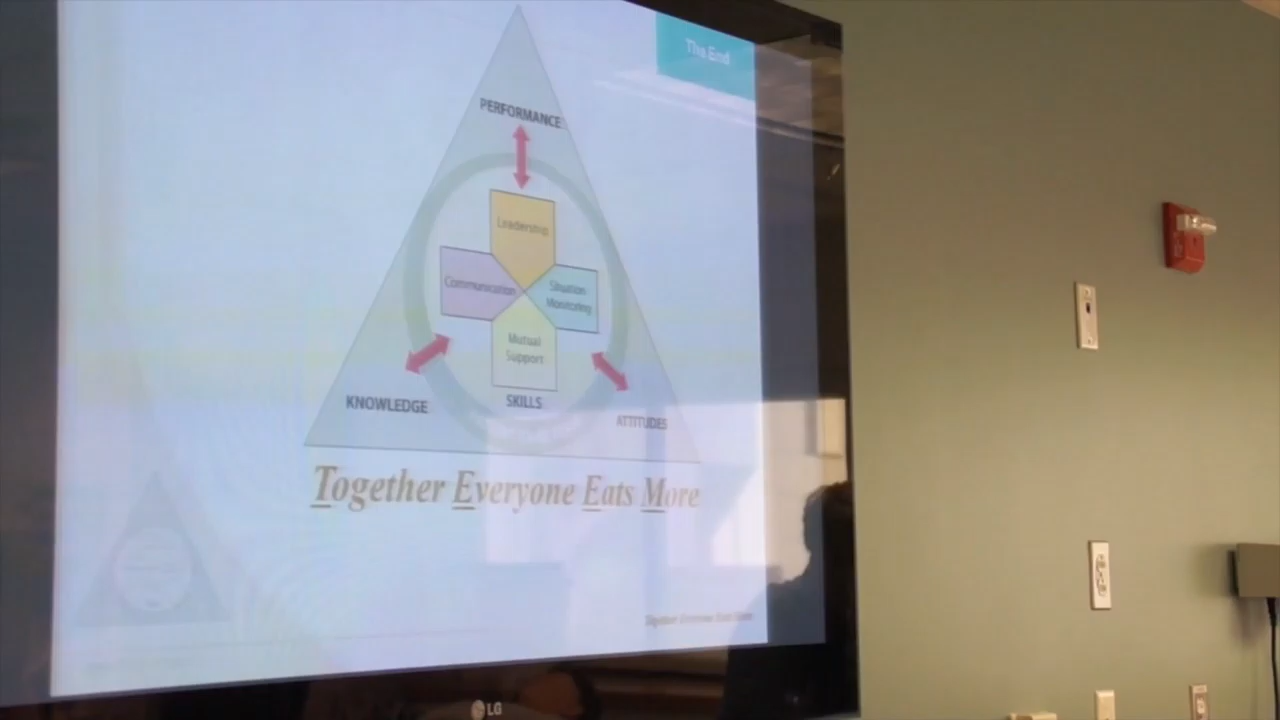 The End
PERFORMANCE
Leadership
Communication
Situation
Monitoring
Mutual
Support
KNOWLEDGE
SKILLS
ATTITUDES
Together Everyone Eats More
LG